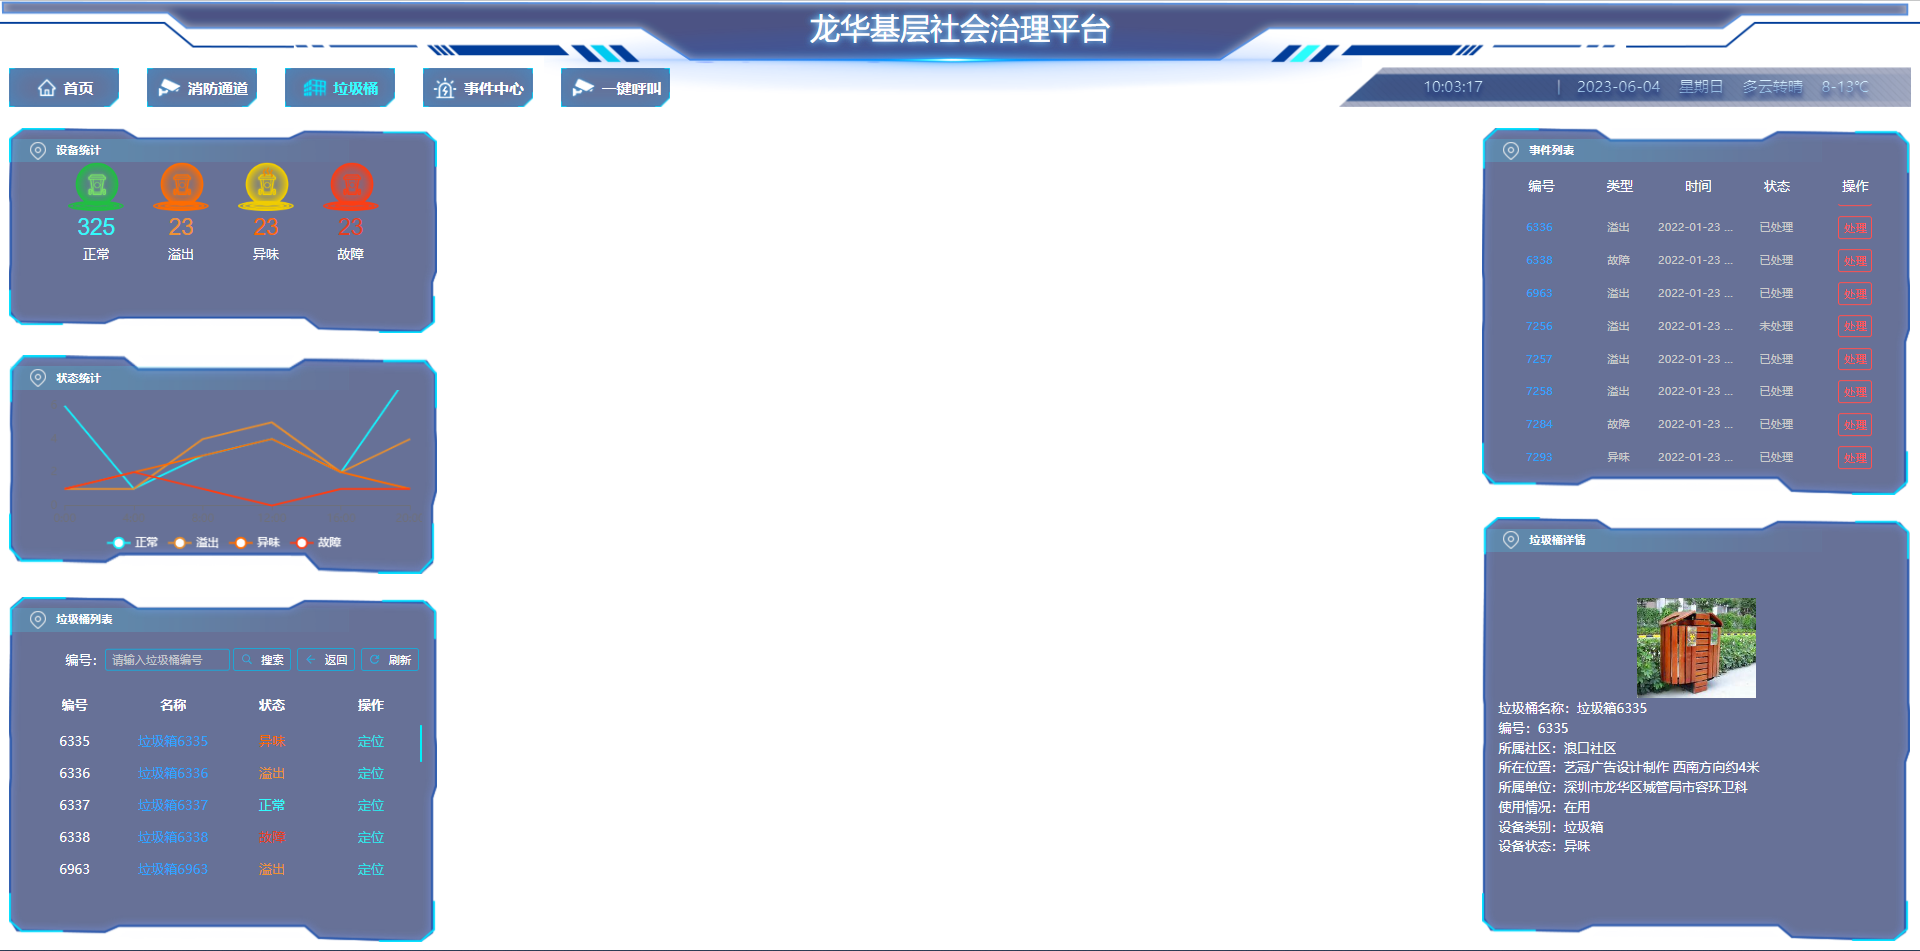 龙华基层社会治理平台
首页 消防通道 垃圾桶 事件中心 一键呼叫
10:03:17 | 2023-06-04 星期日 多云转晴 8-13℃
设备统计
325 23 23 23
正常 溢出 异味 故障
状态统计
正常 溢出 异味 故障
垃圾桶列表
编号: 请输入垃圾桶编号 搜索 返回 刷新
编号 名称 状态 操作
6335 垃圾箱6335 异味 定位
6336 垃圾箱6336 溢出 定位
6337 垃圾箱6337 正常 定位
6338 垃圾箱6338 故障 定位
6963 垃圾箱6963 溢出 定位
事件列表
编号 类型 时间 状态 操作
6336 溢出 2022-01-23 ... 已处理 处理
6338 故障 2022-01-23 ... 已处理 处理
6963 溢出 2022-01-23 ... 已处理 处理
7256 溢出 2022-01-23 ... 未处理 处理
7257 溢出 2022-01-23 ... 已处理 处理
7258 溢出 2022-01-23 ... 已处理 处理
7284 故障 2022-01-23 ... 已处理 处理
7293 异味 2022-01-23 ... 已处理 处理
垃圾桶详情
垃圾桶名称：垃圾箱6335
编号：6335
所属社区：浪口社区
所在位置：艺冠广告设计制作 西南方向约4米
所属单位：深圳市龙华区城管局市容环卫科
使用情况：在用
设备类别：垃圾箱
设备状态：异味